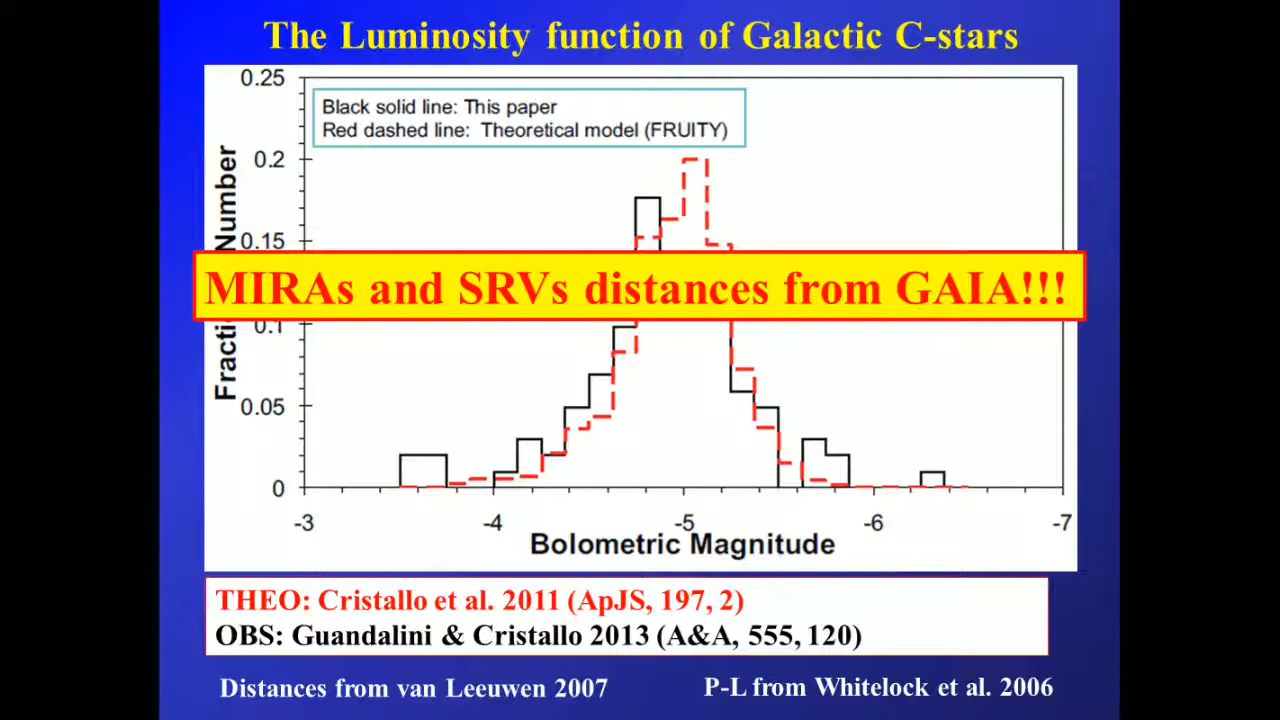 The Luminosity function of Galactic C-stars
0.25
Black solid line: This paper
Red dashed line: Theoretical model (FRUITY)
0.2
Number
0.15
MIRAs and SRVs distances from GAIA!!!
0.1
0.05
0
-3 -4 -5 -6 -7
Bolometric Magnitude
THEO: Cristallo et al. 2011 (ApJS, 197, 2)
OBS: Guandalini & Cristallo 2013 (A&A, 555, 120)
Distances from van Leeuwen 2007
P-L from Whitelock et al. 2006